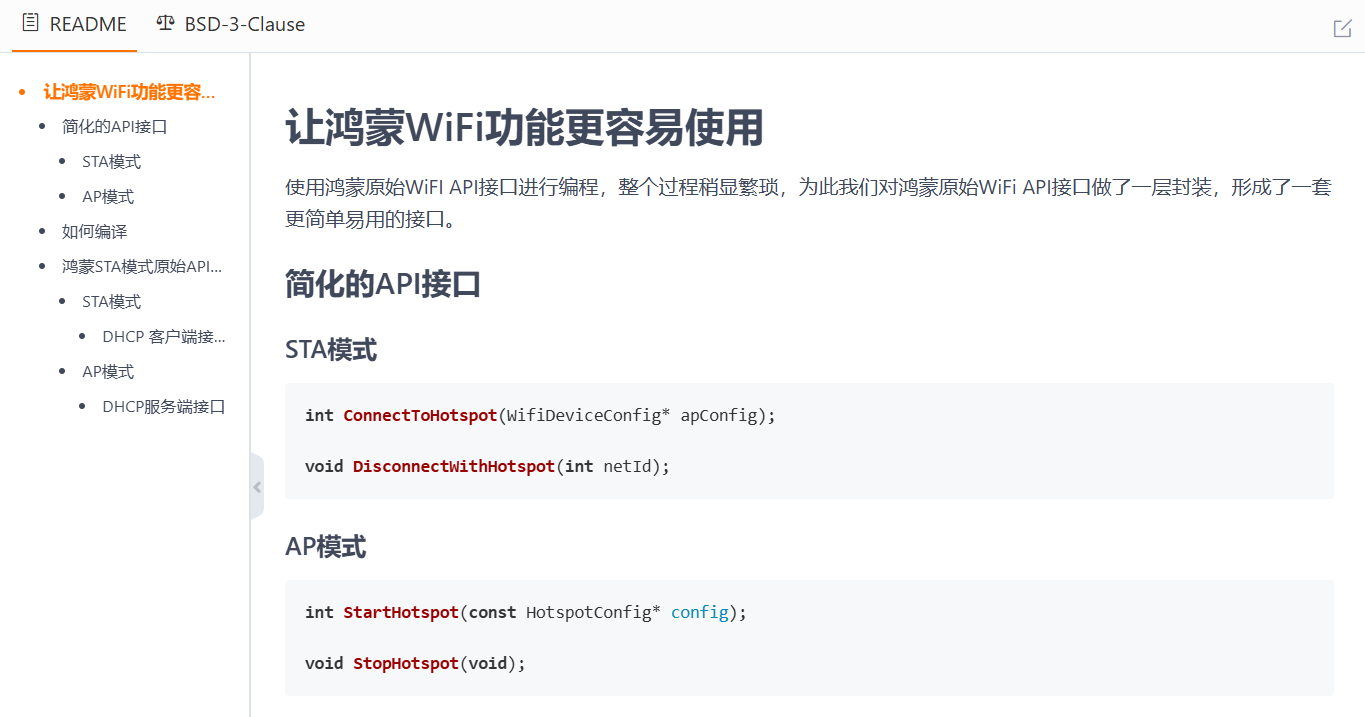 README
BSD-3-Clause
让鸿蒙WiFi功能更容...
简化的API接口
STA模式
AP模式
如何编译
鸿蒙STA模式原始API...
STA模式
DHCP 客户端接...
AP模式
DHCP服务端接口
让鸿蒙WiFi功能更容易使用
使用鸿蒙原始WiFI API接口进行编程，整个过程稍显繁琐，为此我们对鸿蒙原始WiFi API接口做了一层封装，形成了一套
更简单易用的接口。
简化的API接口
STA模式
int ConnectToHotspot(WifiDeviceConfig* apConfig);
void DisconnectWithHotspot(int netId);
AP模式
int StartHotspot(const HotspotConfig* config);
void StopHotspot(void);